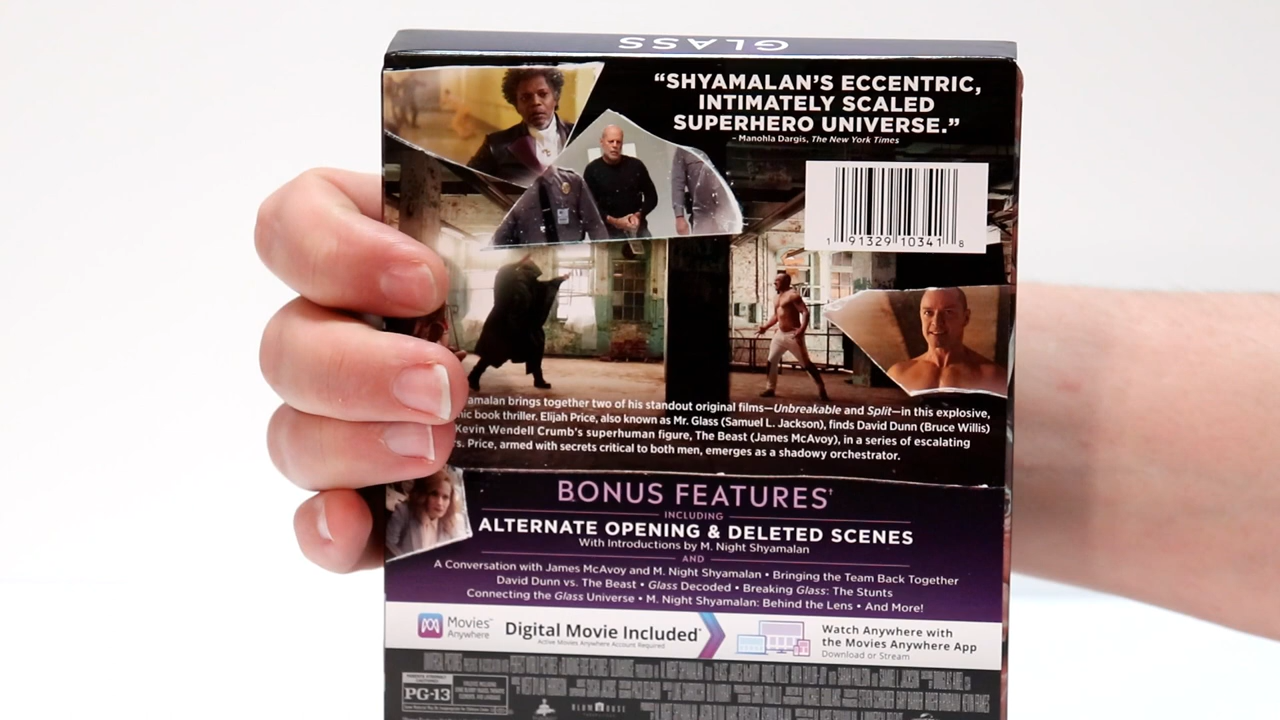 GLASS
“SHYAMALAN’S ECCENTRIC,
INTIMATELY SCALED
SUPERHERO UNIVERSE.”
– Manohla Dargis, The New York Times
1 91329 10341 8
amalan brings together two of his standout original films—Unbreakable and Split—in this explosive,
ic book thriller. Elijah Price, also known as Mr. Glass (Samuel L. Jackson), finds David Dunn (Bruce Willis)
Kevin Wendell Crumb’s superhuman figure, The Beast (James McAvoy), in a series of escalating
s. Price, armed with secrets critical to both men, emerges as a shadowy orchestrator.
BONUS FEATURES†
INCLUDING
ALTERNATE OPENING & DELETED SCENES
With Introductions by M. Night Shyamalan
AND
A Conversation with James McAvoy and M. Night Shyamalan • Bringing the Team Back Together
David Dunn vs. The Beast • Glass Decoded • Breaking Glass: The Stunts
Connecting the Glass Universe • M. Night Shyamalan: Behind the Lens • And More!
Movies™
Anywhere
Digital Movie Included*
Active Movies Anywhere Account Required
Watch Anywhere with
the Movies Anywhere App
Download or Stream
PG-13
BLUMHOUSE